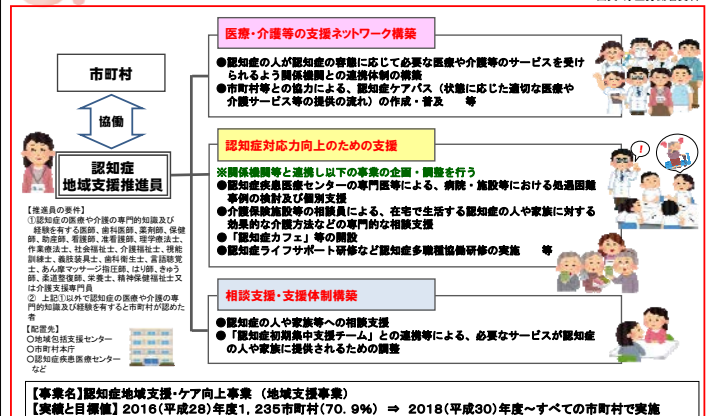 市町村
協働
認知症
地域支援推進員
【推進員の要件】
①認知症の医療や介護の専門的知識及び
経験を有する医師、歯科医師、薬剤師、保健
師、助産師、看護師、准看護師、理学療法士、
作業療法士、社会福祉士、介護福祉士、視能
訓練士、義肢装具士、歯科衛生士、言語聴覚
士、あん摩マッサージ指圧師、はり師、きゅう
師、柔道整復師、栄養士、精神保健福祉士又
は介護支援専門員
② 上記①以外で認知症の医療や介護の専
門的知識及び経験を有すると市町村が認めた
者
【配置先】
○地域包括支援センター
○市町村本庁
○認知症疾患医療センター
など
医療・介護等の支援ネットワーク構築
●認知症の人が認知症の容態に応じて必要な医療や介護等のサービスを受け
られるよう関係機関との連携体制の構築
●市町村等との協力による、認知症ケアパス（状態に応じた適切な医療や
介護サービス等の提供の流れ）の作成・普及 等
認知症対応力向上のための支援
※関係機関等と連携し以下の事業の企画・調整を行う
●認知症疾患医療センターの専門医等による、病院・施設等における処遇困難
事例の検討及び個別支援
●介護保険施設等の相談員による、在宅で生活する認知症の人や家族に対する
効果的な介護方法などの専門的な相談支援
●「認知症カフェ」等の開設
●認知症ライフサポート研修など認知症多職種協働研修の実施 等
相談支援・支援体制構築
●認知症の人や家族等への相談支援
●「認知症初期集中支援チーム」との連携等による、必要なサービスが認知症
の人や家族に提供されるための調整
【事業名】認知症地域支援・ケア向上事業 （地域支援事業）
【実績と目標値】 2016（平成28）年度1，235市町村（70．9％） ⇒ 2018（平成30）年度～すべての市町村で実施